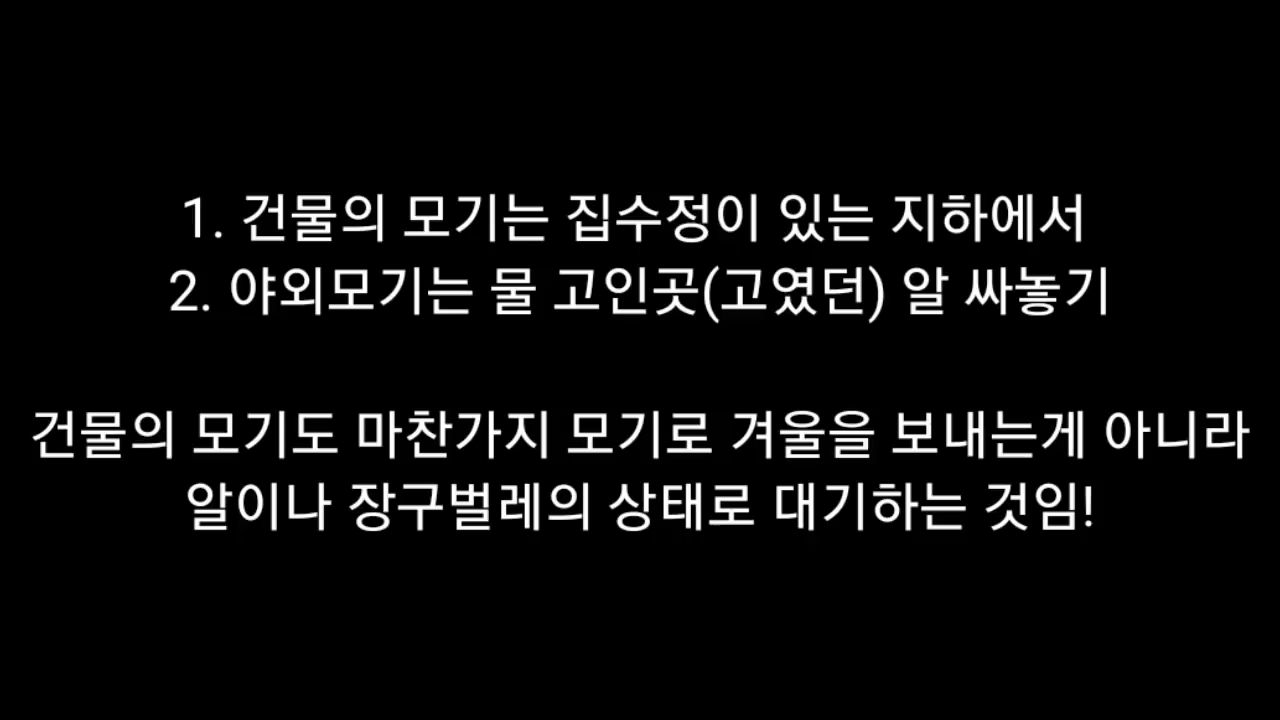 1. 건물의 모기는 집수정이 있는 지하에서
2. 야외모기는 물 고인곳(고였던) 알 싸놓기
건물의 모기도 마찬가지 모기로 겨울을 보내는게 아니라
알이나 장구벌레의 상태로 대기하는 것임!